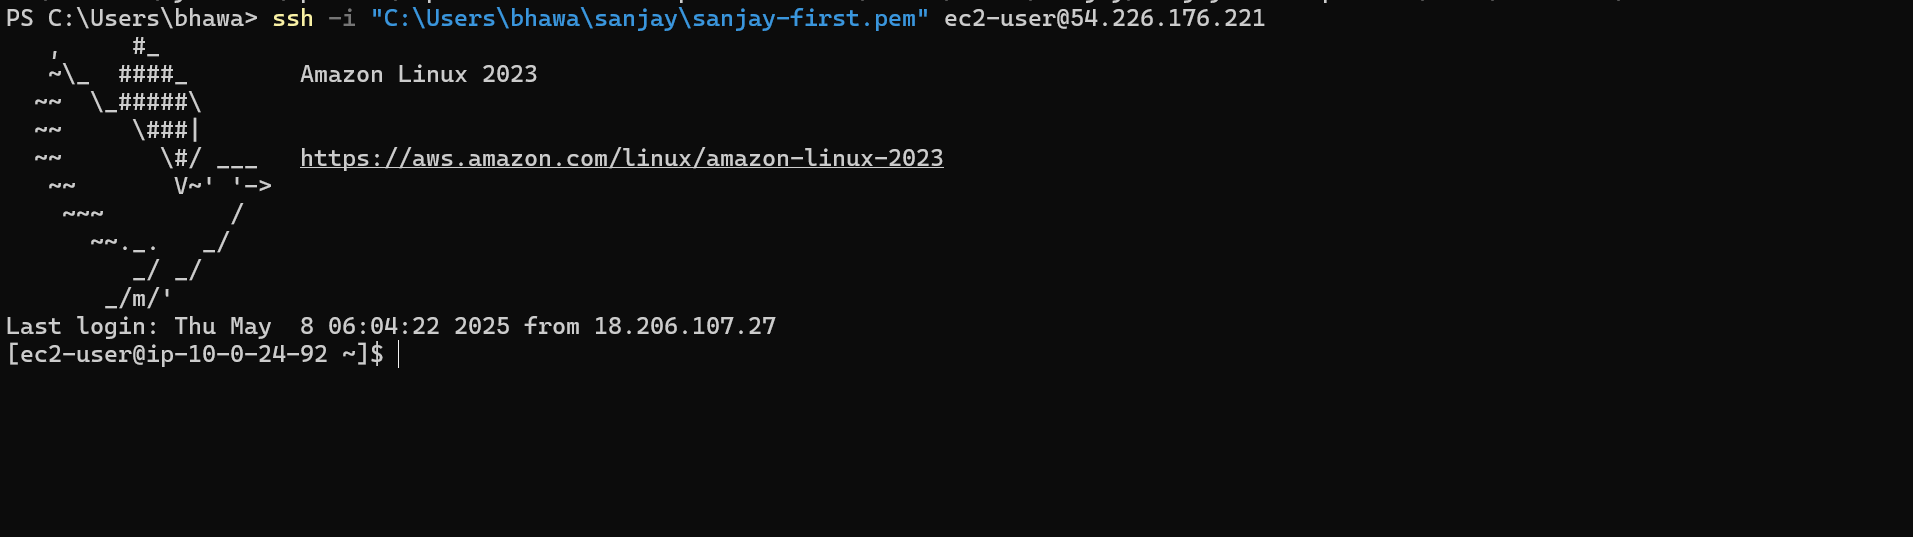 PS C:\Users\bhawa> ssh -i "C:\Users\bhawa\sanjay\sanjay-first.pem" ec2-user@54.226.176.221
   ,     #_
   ~\_  ####_        Amazon Linux 2023
  ~~  \_#####\
  ~~     \###|
  ~~       \#/ ___   https://aws.amazon.com/linux/amazon-linux-2023
   ~~       V~' '->
    ~~~         /
      ~~._.   _/
         _/ _/
       _/m/'
Last login: Thu May  8 06:04:22 2025 from 18.206.107.27
[ec2-user@ip-10-0-24-92 ~]$